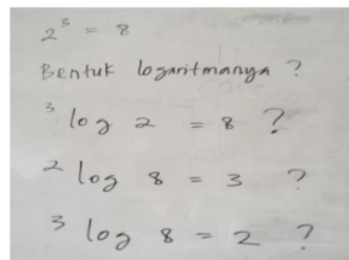 2³ = 8
Bentuk logaritmanya ?
³log 2 = 8 ?
²log 8 = 3 ?
³log 8 = 2 ?